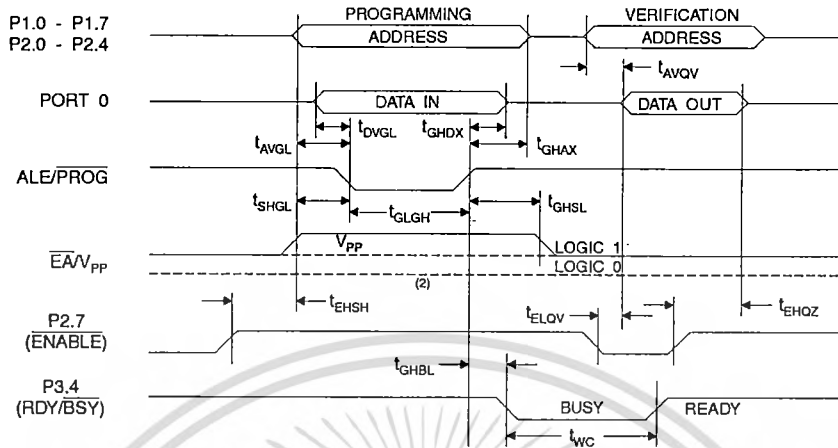 PROGRAMMING VERIFICATION
P1.0 - P1.7
P2.0 - P2.4
ADDRESS ADDRESS
tAVQV
PORT 0
DATA IN DATA OUT
tDVGL tGHDX
tAVGL tGHAX
ALE/PROG
tSHGL tGLGH tGHSL
VPP
EA/VPP
LOGIC 1
LOGIC 0
(2)
tEHSH tELQV tEHQZ
P2.7
(ENABLE)
tGHBL
P3.4
(RDY/BSY)
BUSY READY
tWC